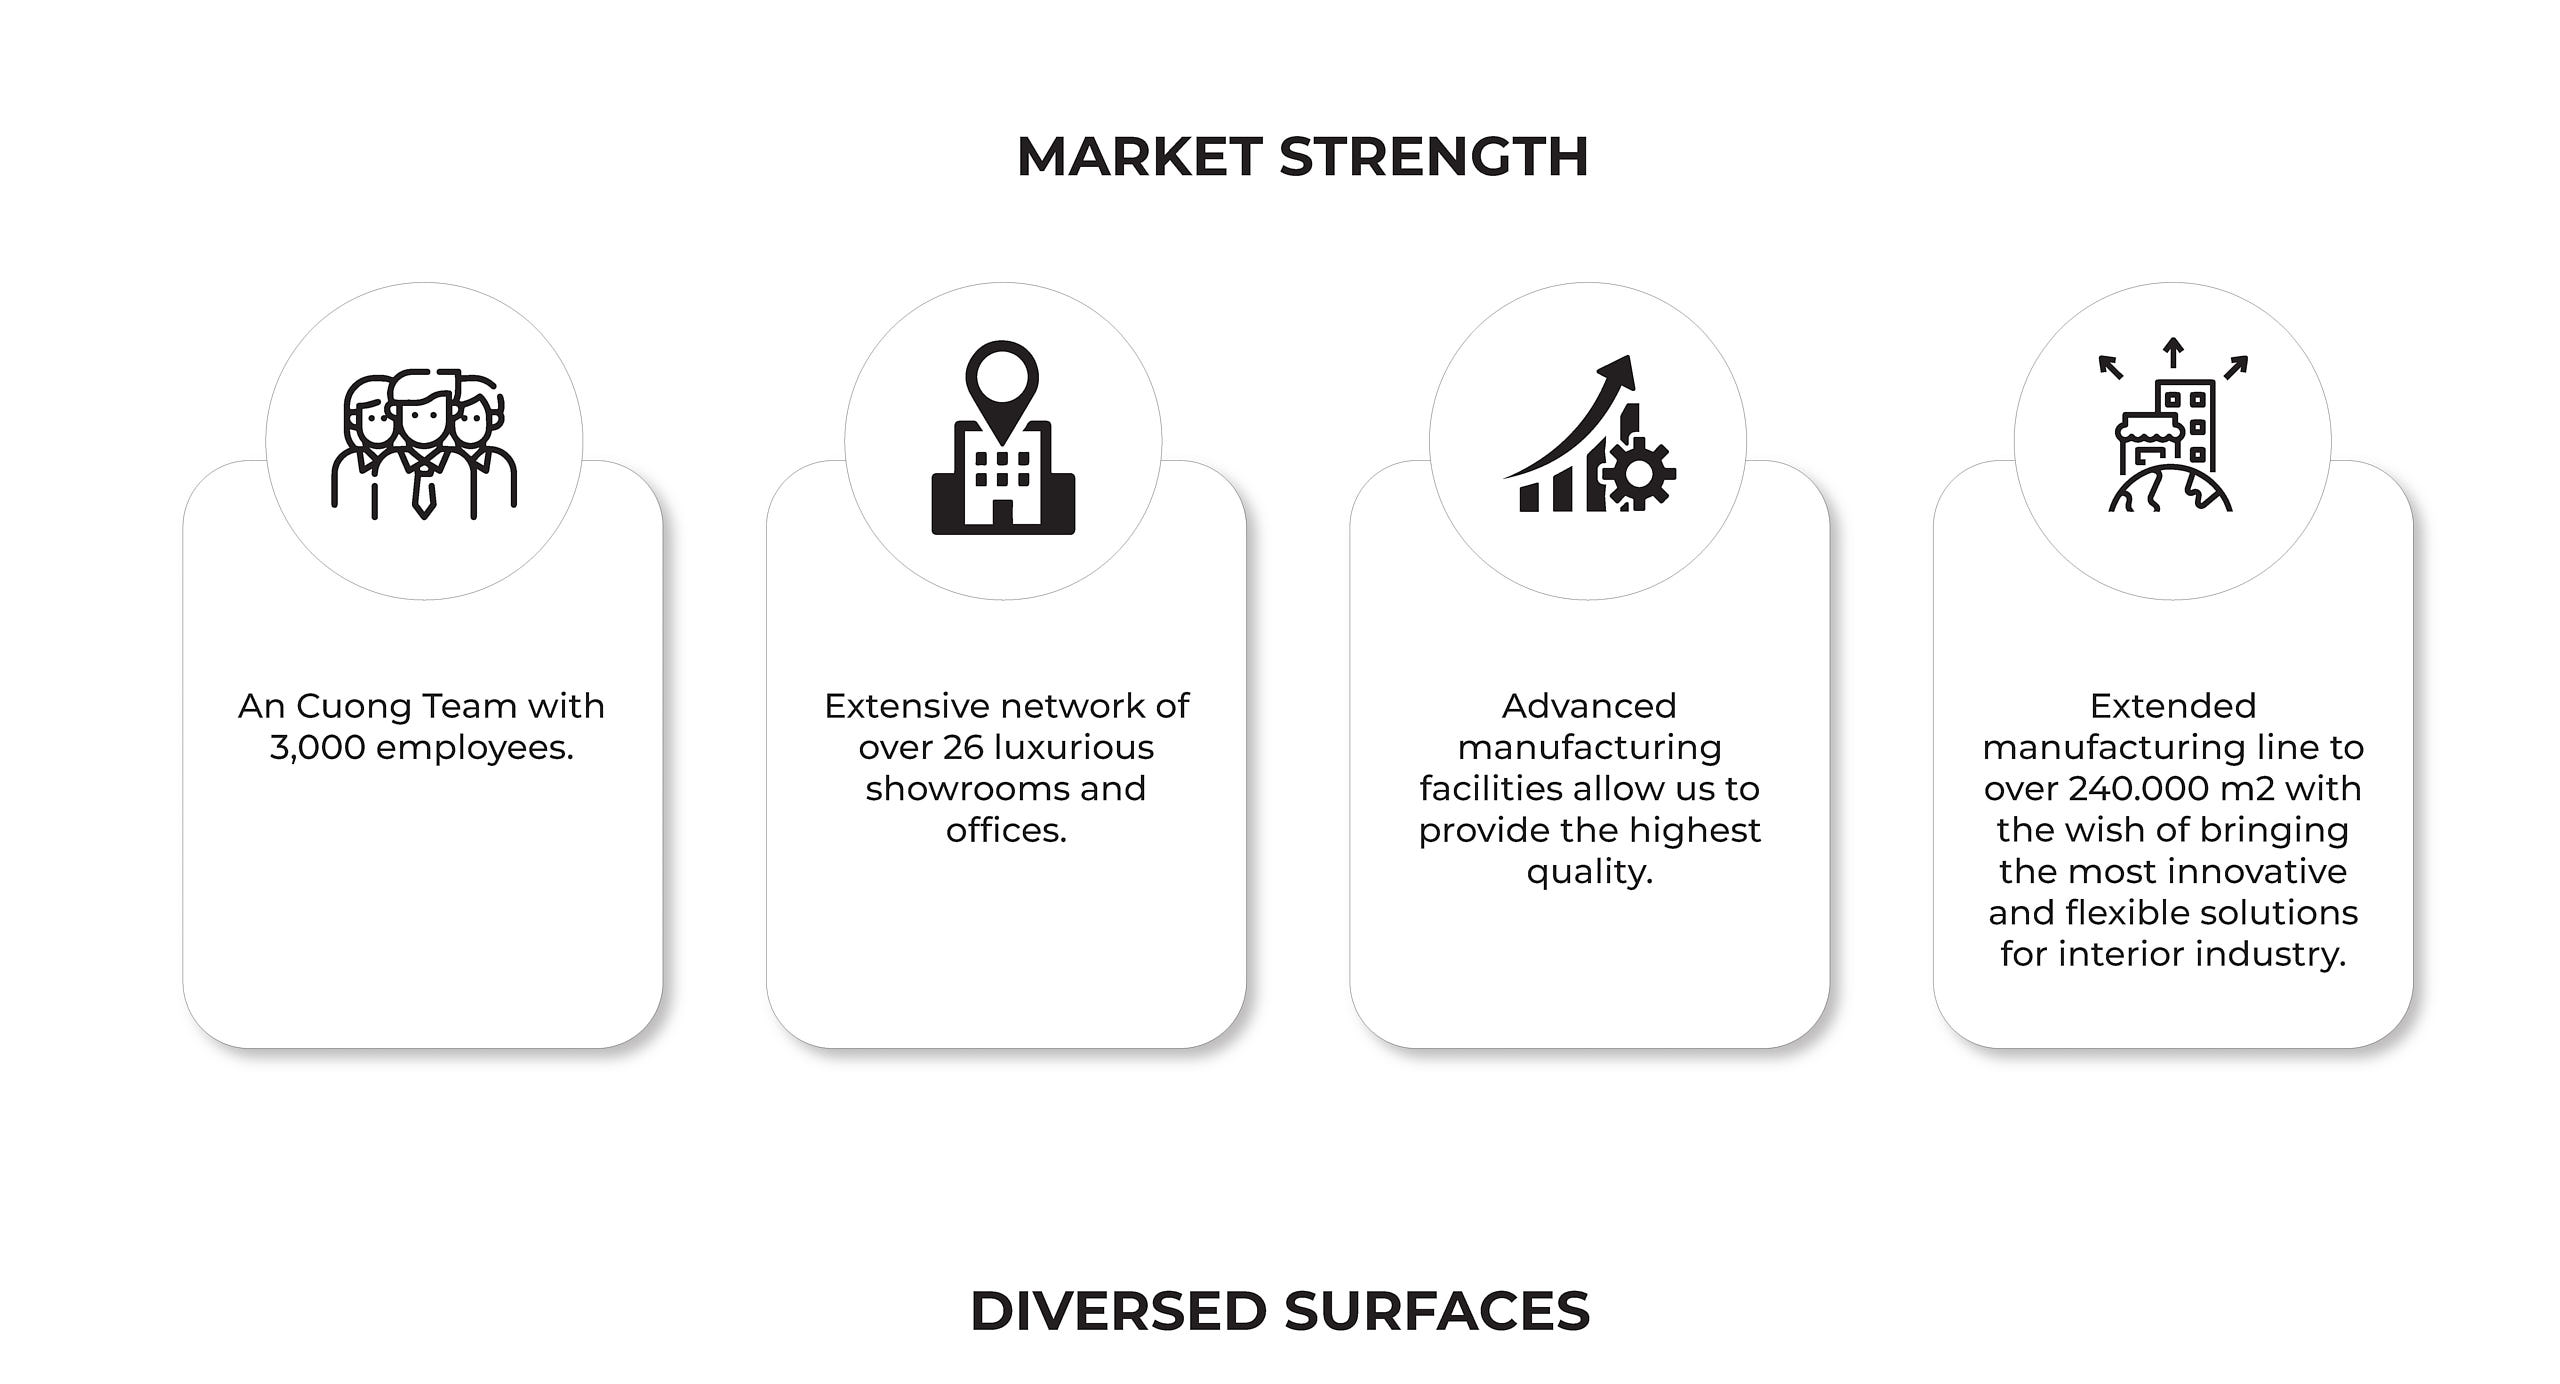 MARKET STRENGTH
An Cuong Team with
3,000 employees.
Extensive network of
over 26 luxurious
showrooms and
offices.
Advanced
manufacturing
facilities allow us to
provide the highest
quality.
Extended
manufacturing line to
over 240.000 m2 with
the wish of bringing
the most innovative
and flexible solutions
for interior industry.
DIVERSED SURFACES